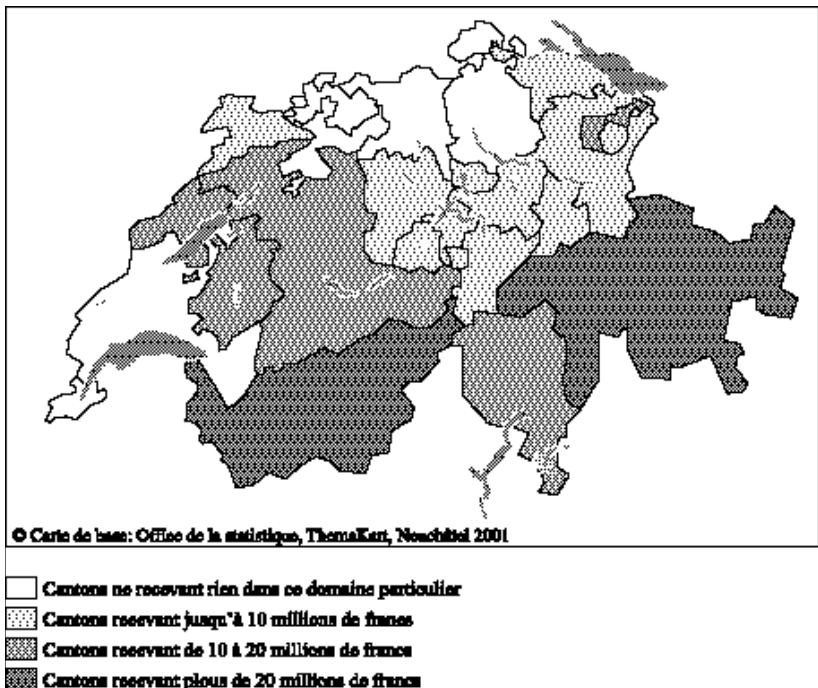 © Carte de base: Office de la statistique, ThemaKart, Neuchâtel 2001
Cantons ne recevant rien dans ce domaine particulier
Cantons recevant jusqu'à 10 millions de francs
Cantons recevant de 10 à 20 millions de francs
Cantons recevant plous de 20 millions de francs